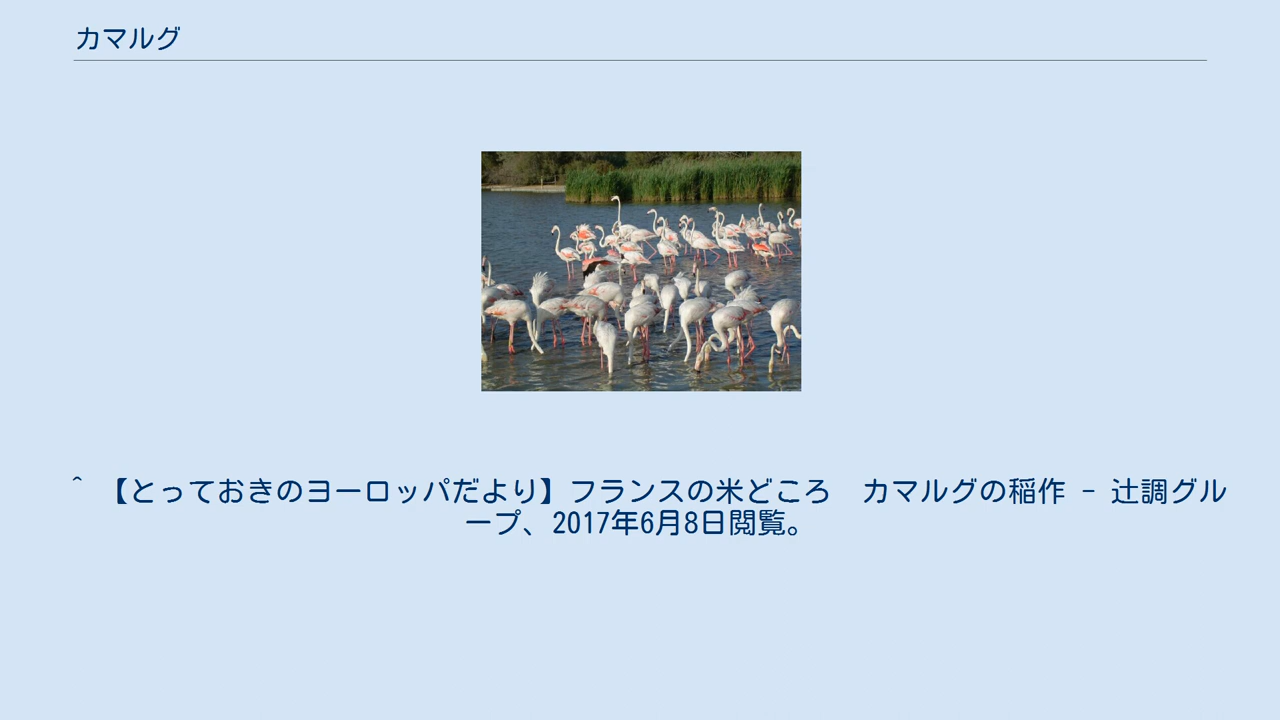 カマルグ
^ 【とっておきのヨーロッパだより】フランスの米どころ　カマルグの稲作 - 辻調グル
ープ、2017年6月8日閲覧。